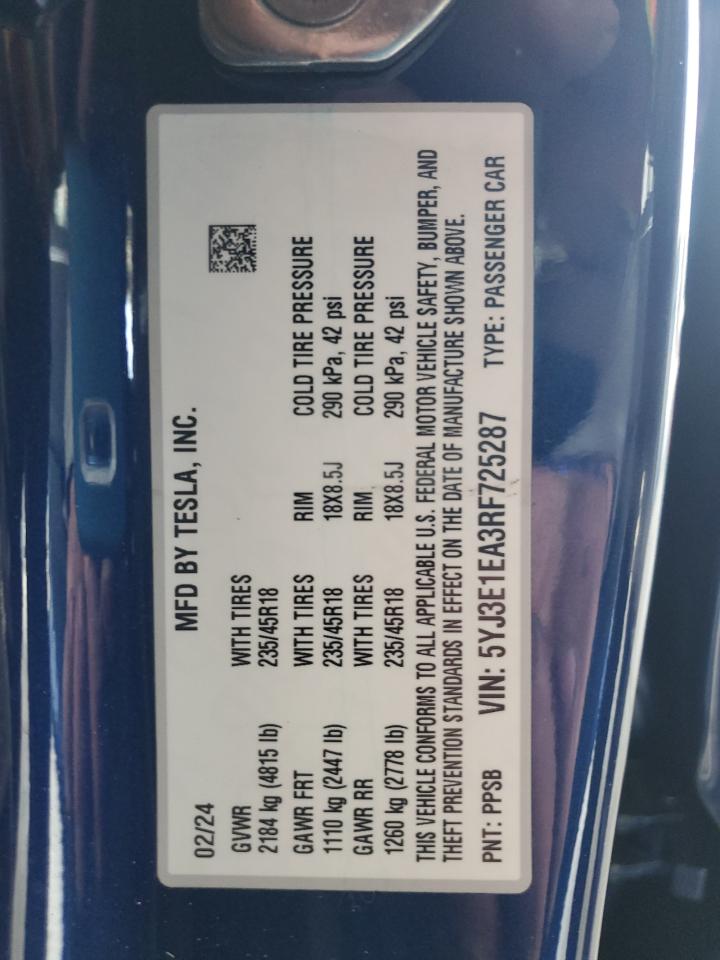 MFD BY TESLA, INC.
02/24
GVWR WITH TIRES
2184 kg (4815 lb) 235/45R18
GAWR FRT WITH TIRES RIM COLD TIRE PRESSURE
1110 kg (2447 lb) 235/45R18 18X8.5J 290 kPa, 42 psi
GAWR RR WITH TIRES RIM COLD TIRE PRESSURE
1260 kg (2778 lb) 235/45R18 18X8.5J 290 kPa, 42 psi
THIS VEHICLE CONFORMS TO ALL APPLICABLE U.S. FEDERAL MOTOR VEHICLE SAFETY, BUMPER, AND
THEFT PREVENTION STANDARDS IN EFFECT ON THE DATE OF MANUFACTURE SHOWN ABOVE.
PNT: PPSB VIN: 5YJ3E1EA3RF725287 TYPE: PASSENGER CAR